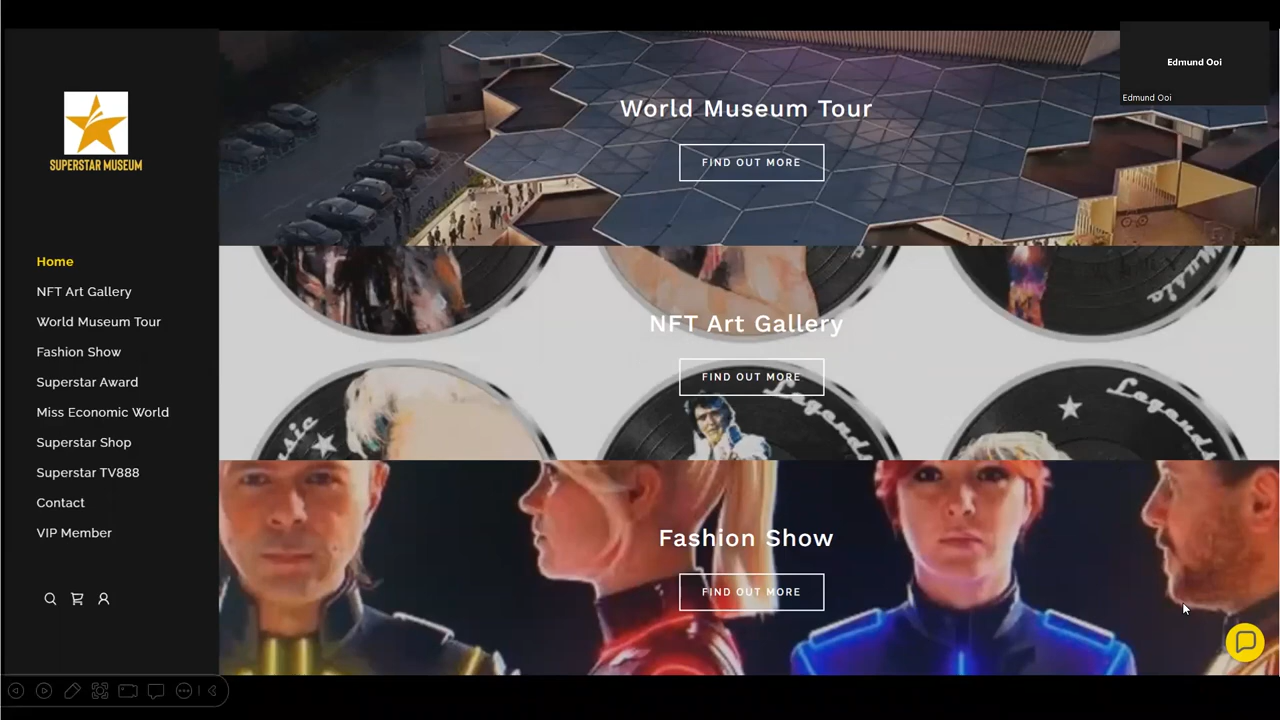 Edmund Ooi
Edmund Ooi
SUPERSTAR MUSEUM
Home
NFT Art Gallery
World Museum Tour
Fashion Show
Superstar Award
Miss Economic World
Superstar Shop
Superstar TV888
Contact
VIP Member
World Museum Tour
FIND OUT MORE
Music
NFT Art Gallery
FIND OUT MORE
Legends
Legends
Fashion Show
FIND OUT MORE